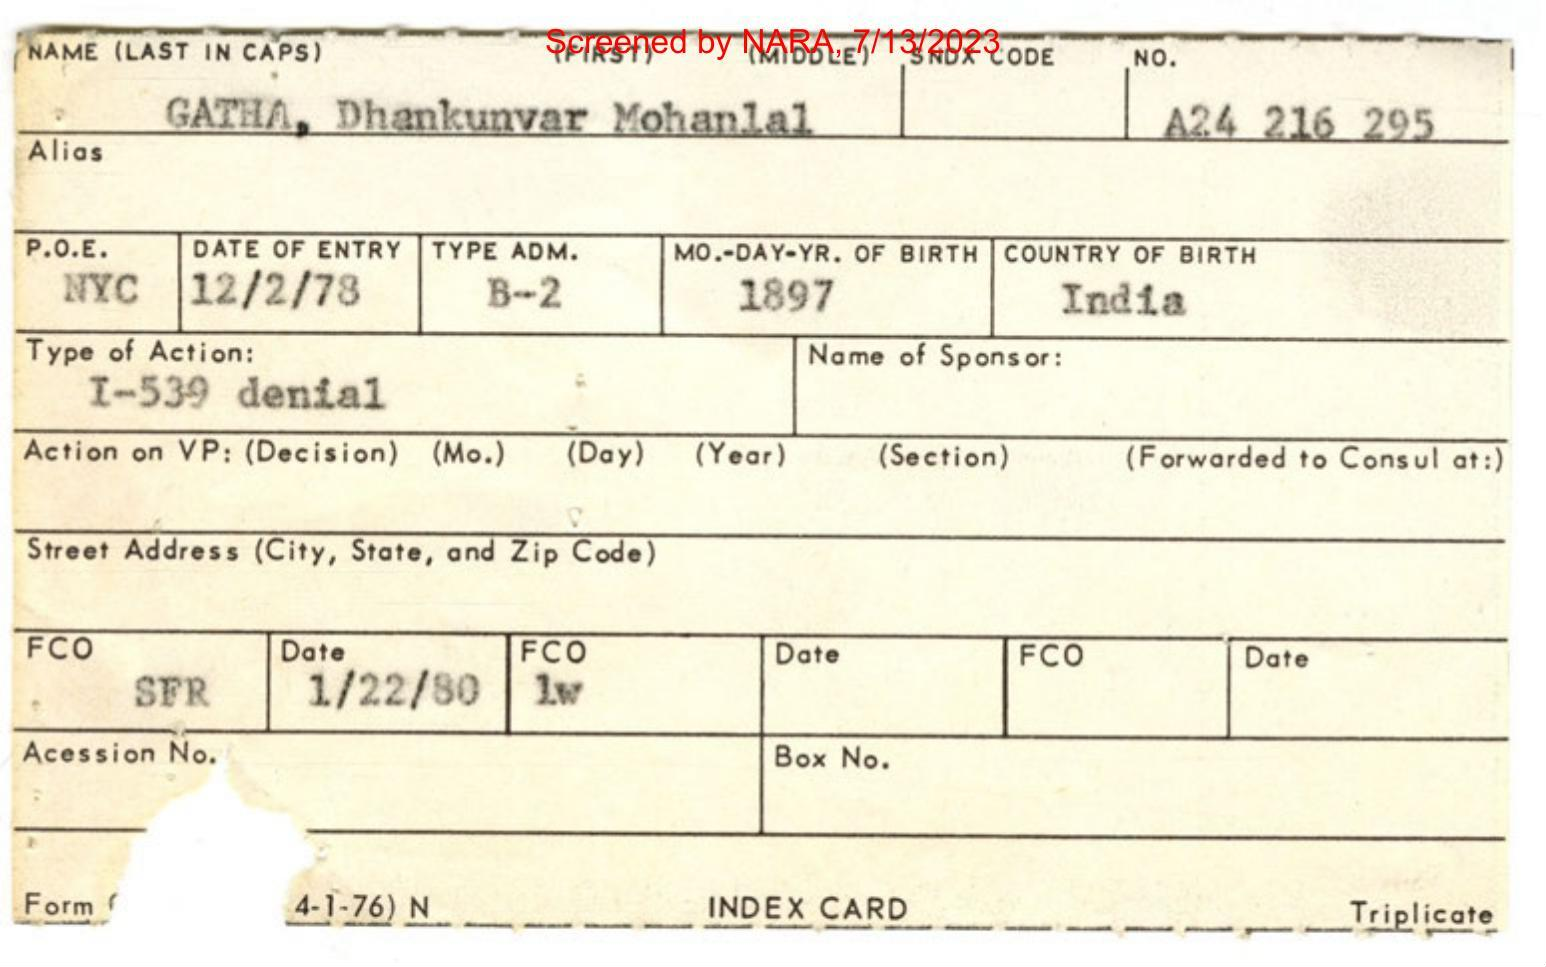 Screened by NARA, 7/13/2023
NAME (LAST IN CAPS) (FIRST) (MIDDLE) SNDX CODE NO.
GATHA, Dhankunvar Mohanlal A24 216 295
Alias
P.O.E. DATE OF ENTRY TYPE ADM. MO.-DAY-YR. OF BIRTH COUNTRY OF BIRTH
NYC 12/2/78 B-2 1897 India
Type of Action: Name of Sponsor:
I-539 denial
Action on VP: (Decision) (Mo.) (Day) (Year) (Section) (Forwarded to Consul at:)
Street Address (City, State, and Zip Code)
FCO Date FCO Date FCO Date
SFR 1/22/80 lw
Acession No. Box No.
Form 4-1-76) N INDEX CARD Triplicate